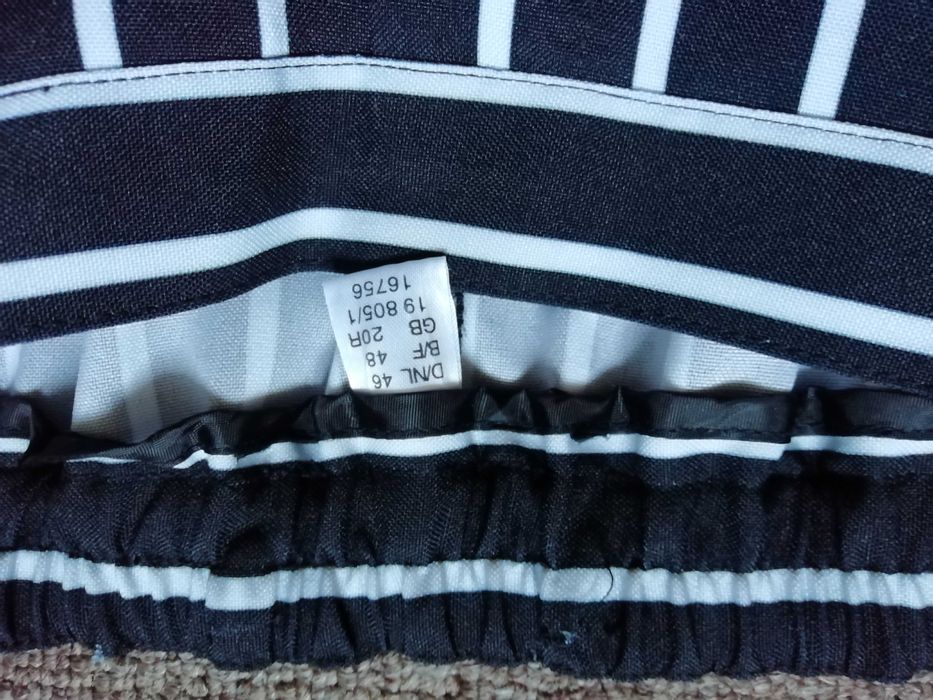 D/NL 46
B/F 48
GB 20R
19 805/1
16756